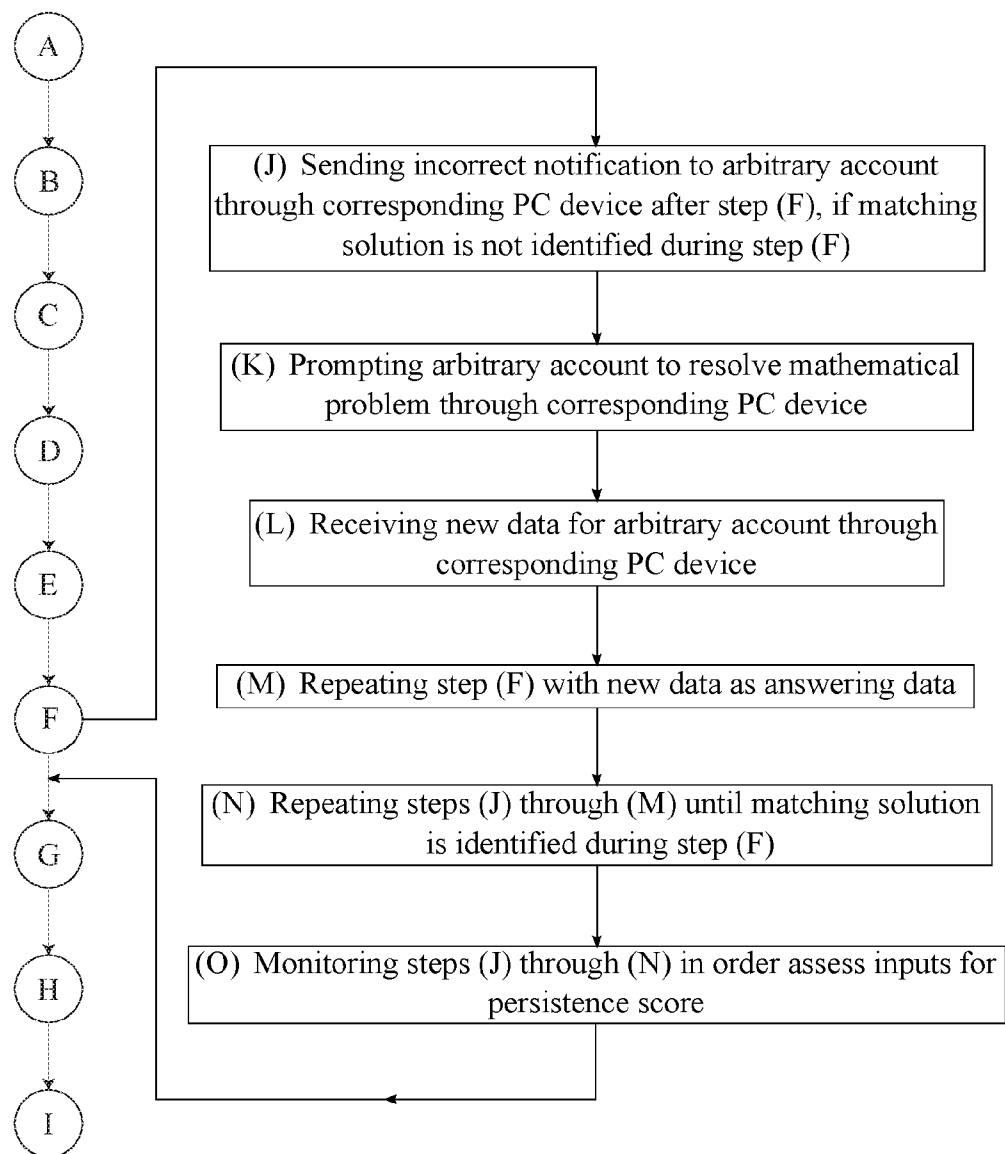 A
B
C
D
E
F
G
H
I
(J) Sending incorrect notification to arbitrary account
through corresponding PC device after step (F), if matching
solution is not identified during step (F)
(K) Prompting arbitrary account to resolve mathematical
problem through corresponding PC device
(L) Receiving new data for arbitrary account through
corresponding PC device
(M) Repeating step (F) with new data as answering data
(N) Repeating steps (J) through (M) until matching solution
is identified during step (F)
(O) Monitoring steps (J) through (N) in order assess inputs for
persistence score